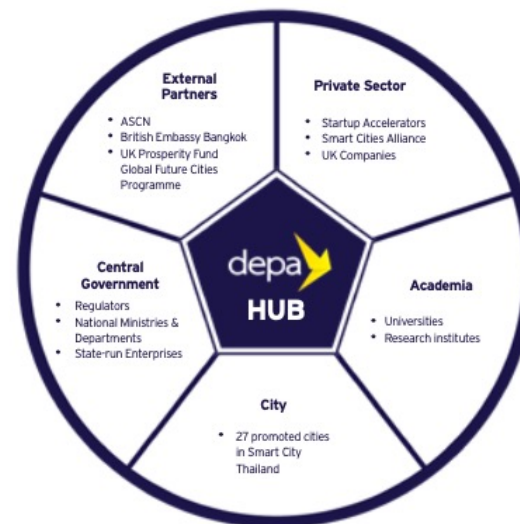 External
Partners
• ASCN
• British Embassy Bangkok
• UK Prosperity Fund
Global Future Cities
Programme
Private Sector
• Startup Accelerators
• Smart Cities Alliance
• UK Companies
depa
HUB
Central
Government
• Regulators
• National Ministries &
Departments
• State-run Enterprises
Academia
• Universities
• Research institutes
City
• 27 promoted cities
in Smart City
Thailand